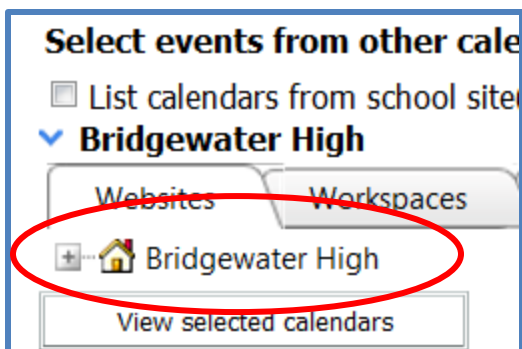 Select events from other cale
List calendars from school site(
Bridgewater High
Websites Workspaces
Bridgewater High
View selected calendars